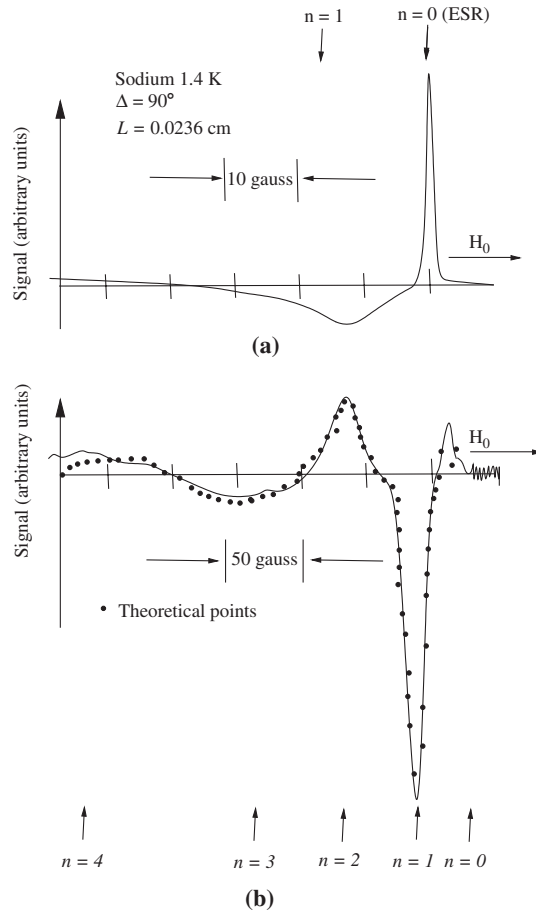 n = 1
n = 0 (ESR)
Sodium 1.4 K
Δ = 90°
L = 0.0236 cm
10 gauss
H₀
Signal (arbitrary units)
(a)
H₀
Signal (arbitrary units)
50 gauss
• Theoretical points
n = 4
n = 3
n = 2
n = 1
n = 0
(b)